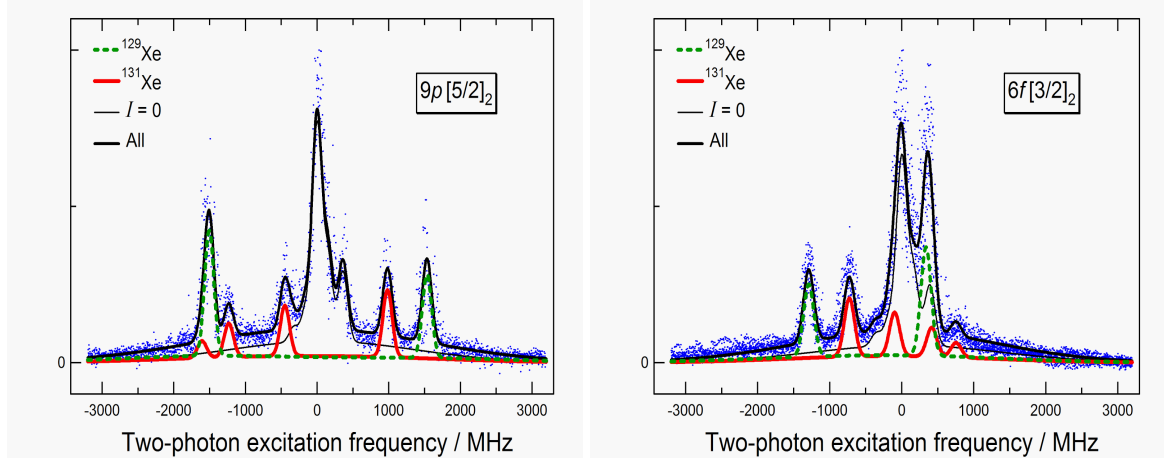 ¹²⁹Xe
¹³¹Xe
I = 0
All
9p [5/2]₂
0
-3000 -2000 -1000 0 1000 2000 3000
Two-photon excitation frequency / MHz
¹²⁹Xe
¹³¹Xe
I = 0
All
6f [3/2]₂
0
-3000 -2000 -1000 0 1000 2000 3000
Two-photon excitation frequency / MHz